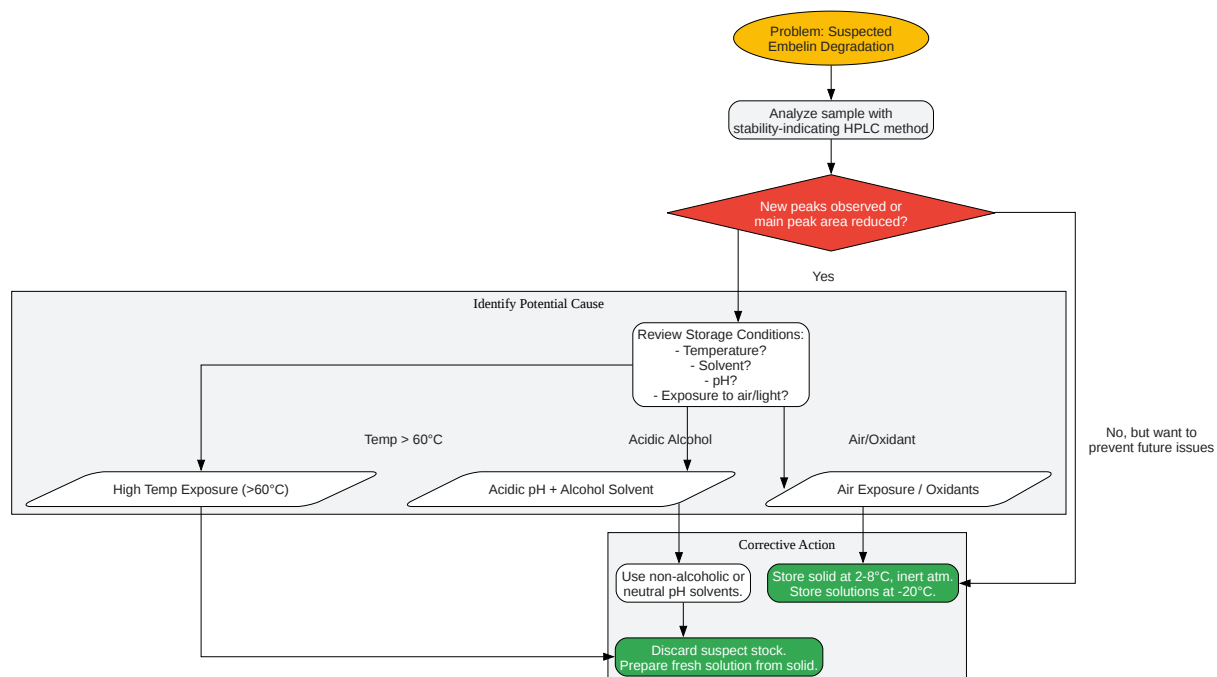 Problem: Suspected
Embelin Degradation
Analyze sample with
stability-indicating HPLC method
New peaks observed or
main peak area reduced?
Yes
Identify Potential Cause
Review Storage Conditions:
- Temperature?
- Solvent?
- pH?
- Exposure to air/light?
Temp > 60°C
Acidic Alcohol
Air/Oxidant
No, but want to
prevent future issues
High Temp Exposure (>60°C)
Acidic pH + Alcohol Solvent
Air Exposure / Oxidants
Corrective Action
Use non-alcoholic or
neutral pH solvents.
Store solid at 2-8°C, inert atm.
Store solutions at -20°C.
Discard suspect stock.
Prepare fresh solution from solid.